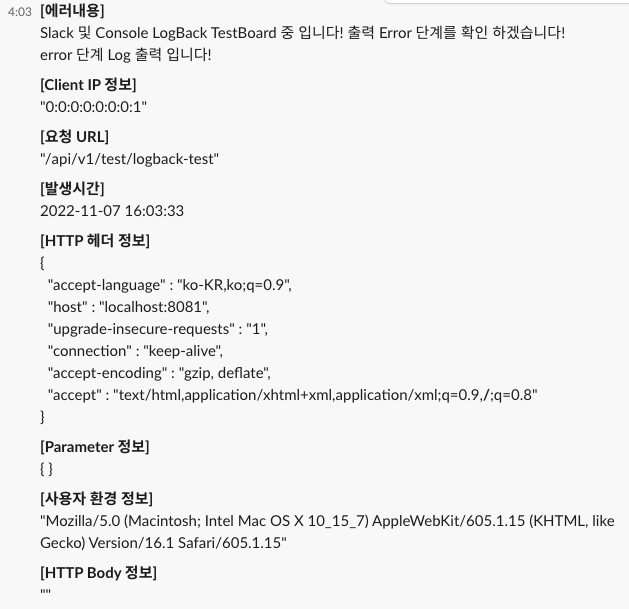 4:03 [에러내용]
Slack 및 Console LogBack TestBoard 중 입니다! 출력 Error 단계를 확인 하겠습니다!
error 단계 Log 출력 입니다!
[Client IP 정보]
"0:0:0:0:0:0:0:1"
[요청 URL]
"/api/v1/test/logback-test"
[발생시간]
2022-11-07 16:03:33
[HTTP 헤더 정보]
{
"accept-language" : "ko-KR,ko;q=0.9",
"host" : "localhost:8081",
"upgrade-insecure-requests" : "1",
"connection" : "keep-alive",
"accept-encoding" : "gzip, deflate",
"accept" : "text/html,application/xhtml+xml,application/xml;q=0.9,/;q=0.8"
}
[Parameter 정보]
{ }
[사용자 환경 정보]
"Mozilla/5.0 (Macintosh; Intel Mac OS X 10_15_7) AppleWebKit/605.1.15 (KHTML, like
Gecko) Version/16.1 Safari/605.1.15"
[HTTP Body 정보]
""